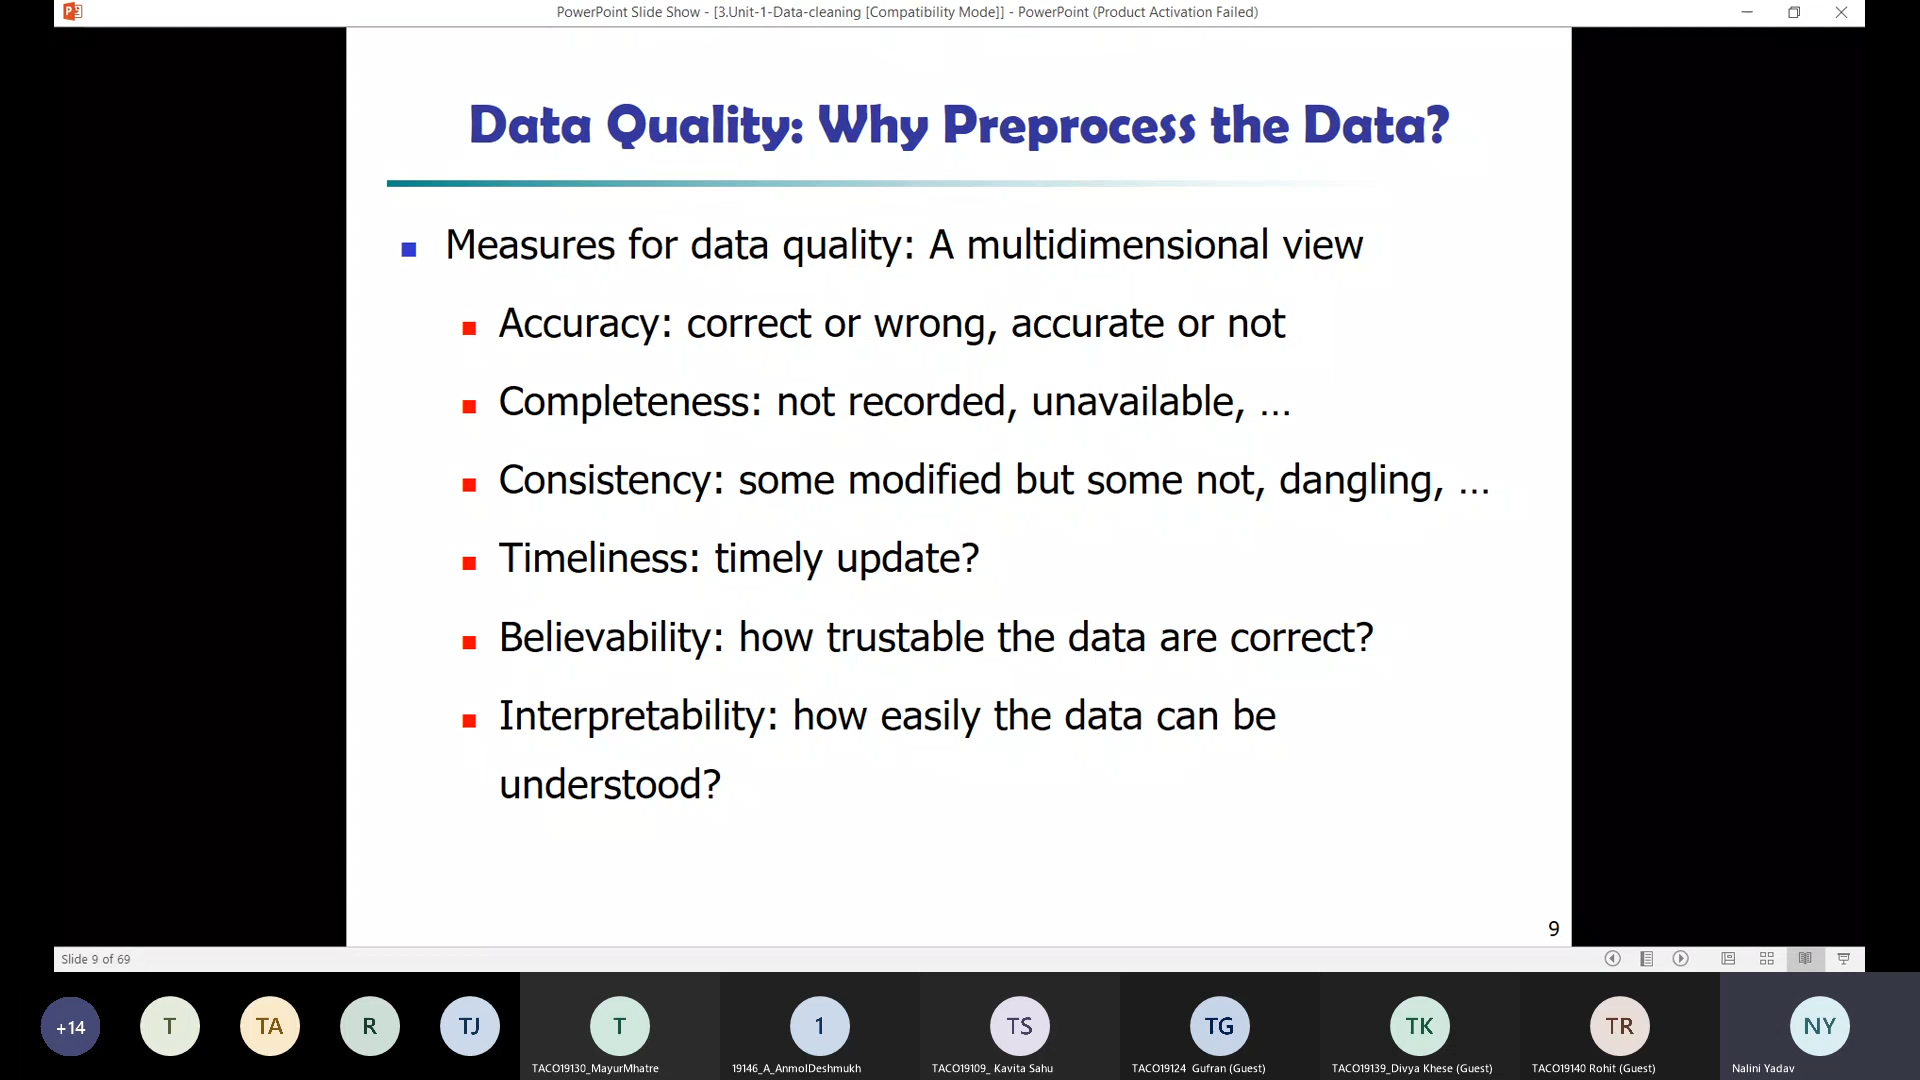 PowerPoint Slide Show - [3.Unit-1-Data-cleaning [Compatibility Mode]] - PowerPoint (Product Activation Failed)
Data Quality: Why Preprocess the Data?
Measures for data quality: A multidimensional view
Accuracy: correct or wrong, accurate or not
Completeness: not recorded, unavailable, …
Consistency: some modified but some not, dangling, …
Timeliness: timely update?
Believability: how trustable the data are correct?
Interpretability: how easily the data can be
understood?
9
Slide 9 of 69
+14
T
TA
R
TJ
T
1
TS
TG
TK
TR
NY
TACO19130_MayurMhatre
19146_A_AnmolDeshmukh
TACO19109_ Kavita Sahu
TACO19124 Gufran (Guest)
TACO19139_Divya Khese (Guest)
TACO19140 Rohit (Guest)
Nalini Yadav